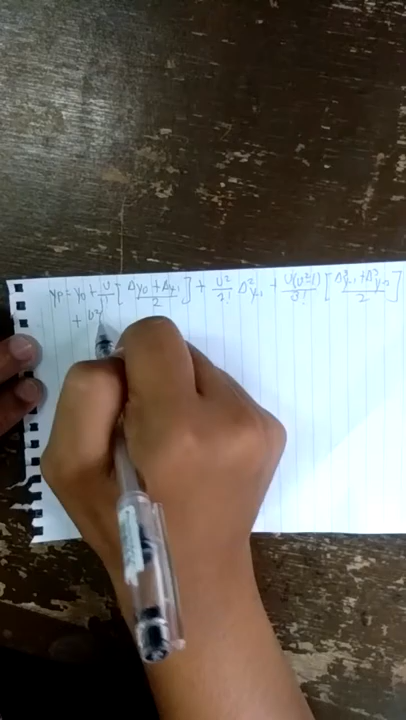 yp = y₀ + u/1! [ Δy₀ + Δy₋₁ / 2 ] + u²/2! Δ²y₋₁ + u(u²-1)/3! [ Δ³y₋₁ + Δ³y₋₂ / 2 ]
+ u²